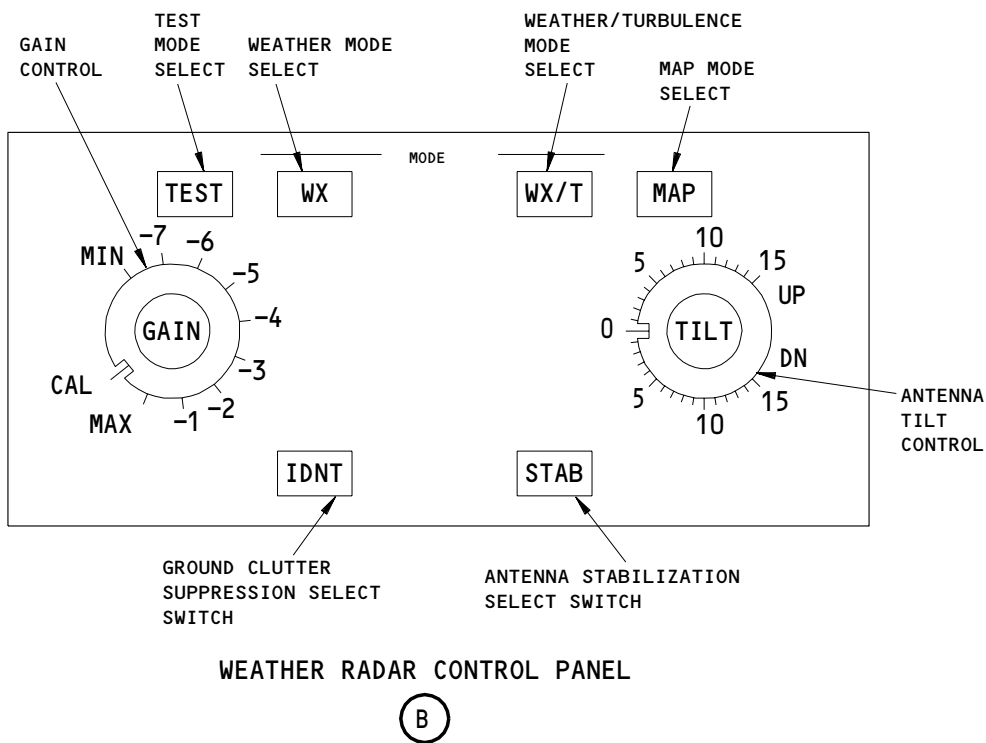 TEST
MODE
SELECT
GAIN
CONTROL
WEATHER MODE
SELECT
WEATHER/TURBULENCE
MODE
SELECT
MAP MODE
SELECT
MODE
TEST
WX
WX/T
MAP
MIN
-7
-6
-5
-4
-3
-2
-1
MAX
CAL
GAIN
10
5
15
UP
0
TILT
DN
5
15
10
ANTENNA
TILT
CONTROL
IDNT
STAB
GROUND CLUTTER
SUPPRESSION SELECT
SWITCH
ANTENNA STABILIZATION
SELECT SWITCH
WEATHER RADAR CONTROL PANEL
B